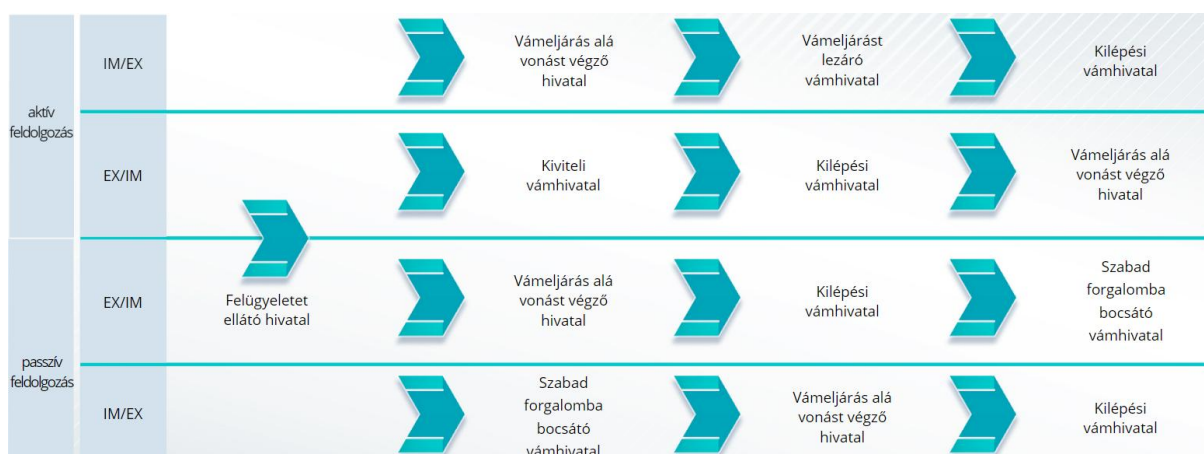 aktív
feldolgozás
IM/EX
Vámeljárás alá
vonást végző
hivatal
Vámeljárást
lezáró
vámhivatal
Kilépési
vámhivatal
EX/IM
Kiviteli
vámhivatal
Kilépési
vámhivatal
Vámeljárás alá
vonást végző
hivatal
Felügyeletet
ellátó hivatal
passzív
feldolgozás
EX/IM
Vámeljárás alá
vonást végző
hivatal
Kilépési
vámhivatal
Szabad
forgalomba
bocsátó
vámhivatal
IM/EX
Szabad
forgalomba
bocsátó
vámhivatal
Vámeljárás alá
vonást végző
hivatal
Kilépési
vámhivatal